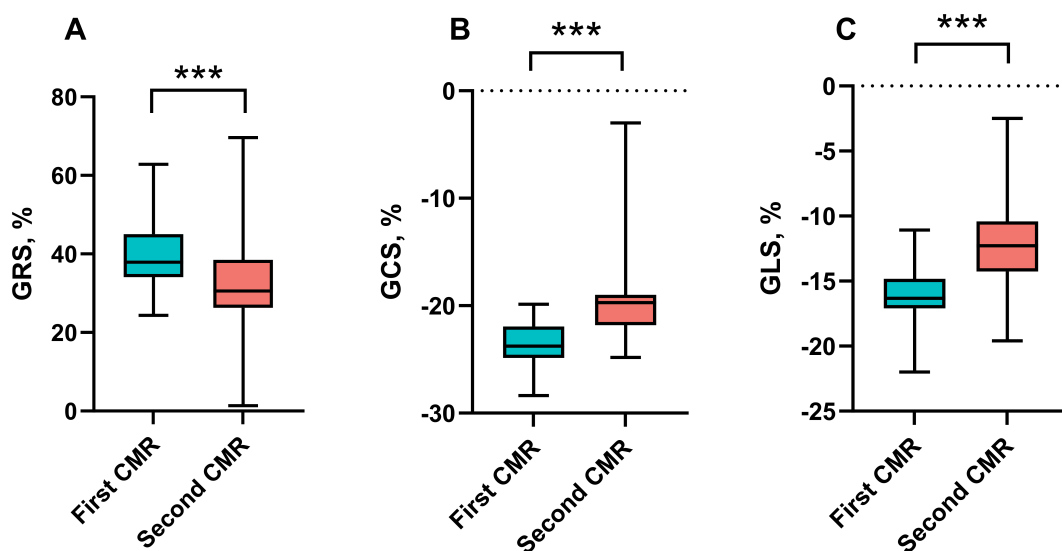 A
***
GRS, %
80
60
40
20
0
First CMR
Second CMR
B
***
GCS, %
0
-10
-20
-30
First CMR
Second CMR
C
***
GLS, %
0
-5
-10
-15
-20
-25
First CMR
Second CMR